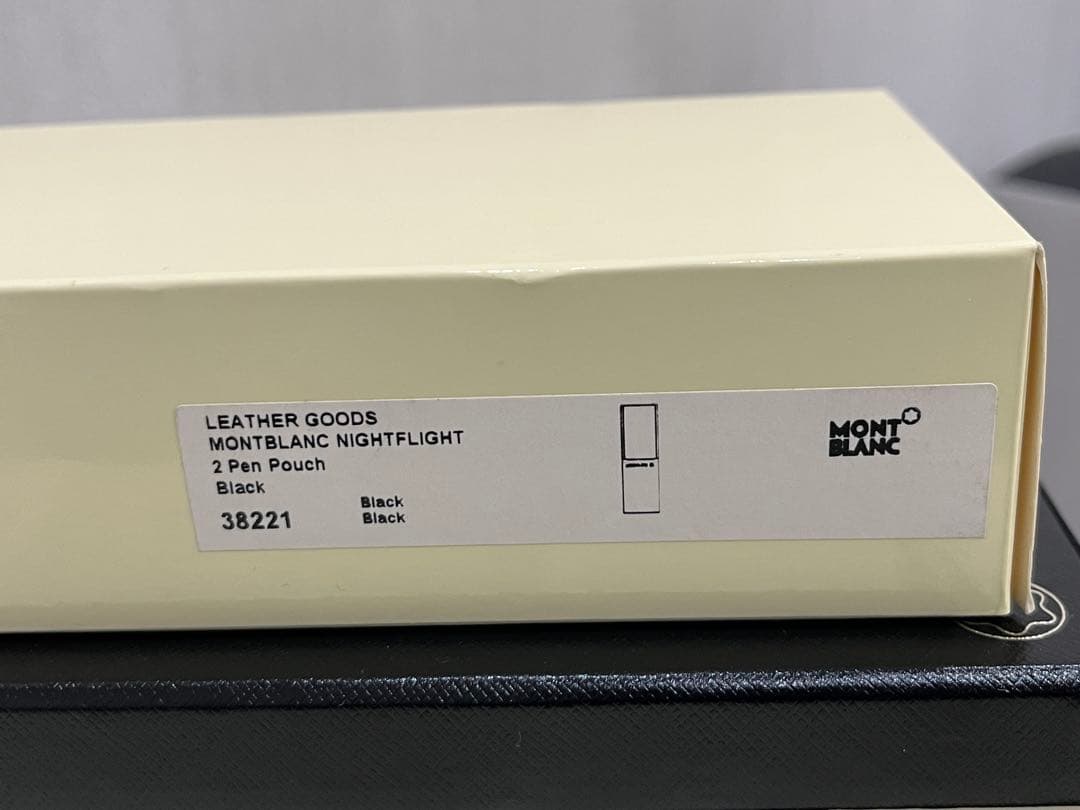 LEATHER GOODS
MONTBLANC NIGHTFLIGHT
2 Pen Pouch
Black
Black
38221
Black
MONT
BLANC